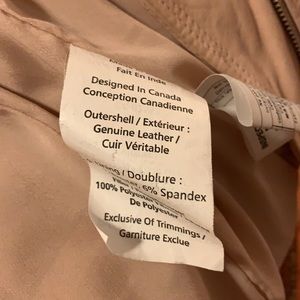 Fait En Inde
Designed In Canada
Conception Canadienne
Outershell / Extérieur :
Genuine Leather /
Cuir Véritable
/ Doublure :
6% Spandex
100% Polyester
De Polyester
Exclusive Of Trimmings /
Garniture Exclue